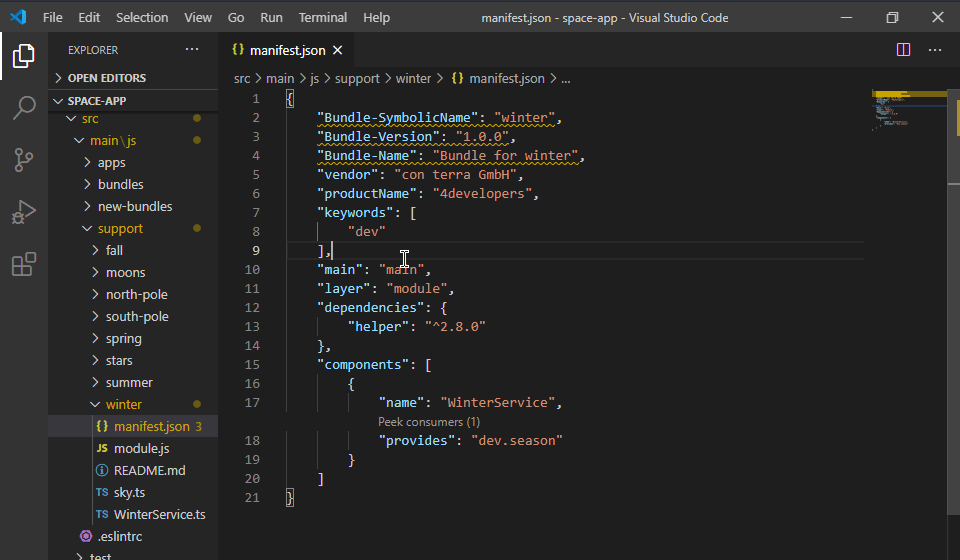 File Edit Selection View Go Run Terminal Help manifest.json - space-app - Visual Studio Code
EXPLORER ···
OPEN EDITORS
SPACE-APP
src
main\js
apps
bundles
new-bundles
support
fall
moons
north-pole
south-pole
spring
stars
summer
winter
{} manifest.json 3
JS module.js
README.md
TS sky.ts
TS WinterService.ts
.eslintrc
test
{} manifest.json
src > main > js > support > winter > {} manifest.json > ...
1 {
2 "Bundle-SymbolicName": "winter",
3 "Bundle-Version": "1.0.0",
4 "Bundle-Name": "Bundle for winter",
5 "vendor": "con terra GmbH",
6 "productName": "4developers",
7 "keywords": [
8 "dev"
9 ],
10 "main": "main",
11 "layer": "module",
12 "dependencies": {
13 "helper": "^2.8.0"
14 },
15 "components": [
16 {
17 "name": "WinterService",
Peek consumers (1)
18 "provides": "dev.season"
19 }
20 ]
21 }